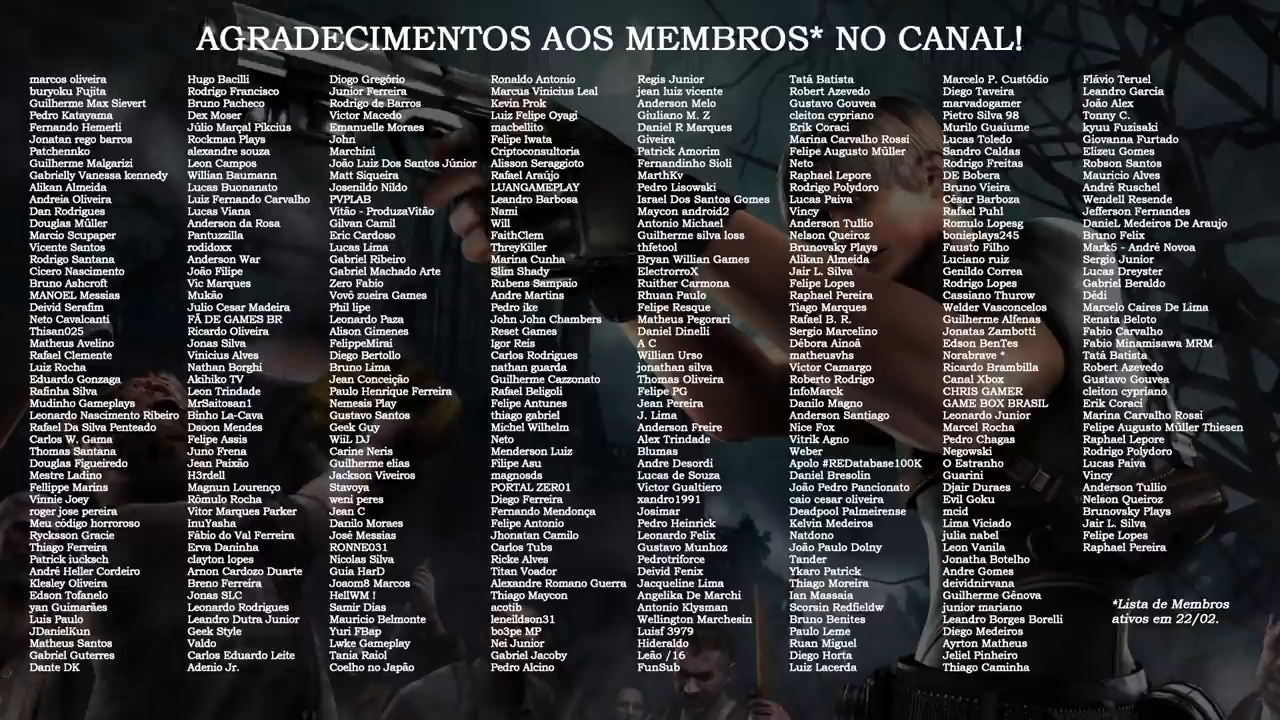 AGRADECIMENTOS AOS MEMBROS* NO CANAL!
marcos oliveira
buryoku Fujita
Guilherme Max Sievert
Pedro Katayama
Fernando Hemerli
Jonatan rego barros
Patchennko
Guilherme Malgarizi
Gabrielly Vanessa kennedy
Alikan Almeida
Andreia Oliveira
Dan Rodrigues
Douglas Müller
Marcio Scupaper
Vicente Santos
Rodrigo Santana
Cicero Nascimento
Bruno Ashcroft
MANOEL Messias
Deivid Serafim
Neto Cavalcanti
Thisan025
Matheus Avelino
Rafael Clemente
Luiz Rocha
Eduardo Gonzaga
Rafinha Silva
Mudinho Gameplays
Leonardo Nascimento Ribeiro
Rafael Da Silva Penteado
Carlos W. Gama
Thomas Santana
Douglas Figueiredo
Mestre Ladino
Fellippe Marins
Vinnie Joey
roger jose pereira
Meu código horroroso
Rycksson Gracie
Thiago Ferreira
Patrick iucksch
André Heller Cordeiro
Klesley Oliveira
Edson Tofanelo
yan Guimarães
Luis Paulo
JDanielKun
Matheus Santos
Gabriel Guterres
Dante DK
Hugo Bacilli
Rodrigo Francisco
Bruno Pacheco
Dex Moser
Júlio Marçal Pikcius
Rockman Plays
alexandre souza
Leon Campos
Willian Baumann
Lucas Buonanato
Luiz Fernando Carvalho
Lucas Viana
Anderson da Rosa
Pantuzzilla
rodidoxx
Anderson War
João Filipe
Vic Marques
Mukão
Julio Cesar Madeira
FÃ DE GAMES BR
Ricardo Oliveira
Jonas Silva
Vinicius Alves
Nathan Borghi
Akihiko TV
Leon Trindade
MrSaitosan1
Binho La-Cava
Dsoon Mendes
Felipe Assis
Juno Frena
Jean Paixão
H3rdell
Magnun Lourenço
Rômulo Rocha
Vitor Marques Parker
InuYasha
Fábio do Val Ferreira
Erva Daninha
clayton lopes
Arnon Cardozo Duarte
Breno Ferreira
Jonas SLC
Leonardo Rodrigues
Leandro Dutra Junior
Geek Style
Valdo
Carlos Eduardo Leite
Adenio Jr.
Diogo Gregório
Junior Ferreira
Rodrigo de Barros
Victor Macedo
Emanuelle Moraes
John
Marchini
João Luiz Dos Santos Júnior
Matt Siqueira
Josenildo Nildo
PVPLAB
Vitão - ProduzaVitão
Gilvan Camil
Eric Cardoso
Lucas Lima
Gabriel Ribeiro
Gabriel Machado Arte
Zero Fabio
Vovô zueira Games
Phil lipe
Leonardo Paza
Alison Gimenes
FelippeMirai
Diego Bertollo
Bruno Lima
Jean Conceição
Paulo Henrique Ferreira
Nemesis Play
Gustavo Santos
Geek Guy
WiiL DJ
Carine Neris
Guilherme elias
Jackson Viveiros
Stavoya
weni peres
Jean C
Danilo Moraes
José Messias
RONNE031
Nicolas Silva
Guia HarD
Joaom8 Marcos
HellWM !
Samir Dias
Mauricio Belmonte
Yuri FBap
Lwke Gameplay
Tania Raiol
Coelho no Japão
Ronaldo Antonio
Marcus Vinicius Leal
Kevin Prok
Luiz Felipe Oyagi
macbellito
Felipe Iwata
Criptoconsultoria
Alisson Seraggioto
Rafael Araújo
LUANGAMEPLAY
Leandro Barbosa
Nami
Will
FaithClem
ThreyKiller
Marina Cunha
Slim Shady
Rubens Sampaio
Andre Martins
Pedro ike
John John Chambers
Reset Games
Igor Reis
Carlos Rodrigues
nathan guarda
Guilherme Cazzonato
Rafael Beigoli
Felipe Antunes
thiago gabriel
Michel Wilhelm
Neto
Menderson Luiz
Filipe Asu
magnosds
PORTAL ZER01
Diego Ferreira
Fernando Mendonça
Felipe Antonio
Jhonatan Camilo
Carlos Tubs
Ricke Alves
Titan Voador
Alexandre Romano Guerra
Thiago Maycon
acotib
leneildson31
bo3pe MP
Nei Junior
Gabriel Jacoby
Pedro Alcino
Regis Junior
jean luiz vicente
Anderson Melo
Giuliano M. Z
Daniel R Marques
Giveira
Patrick Amorim
Fernandinho Sioli
MarthKv
Pedro Lisowski
Israel Dos Santos Gomes
Maycon android2
Antonio Michael
Guilherme silva loss
thfetool
Bryan Willian Games
ElectrorroX
Ruither Carmona
Rhuan Paulo
Felipe Resque
Matheus Pegorari
Daniel Dinelli
A C
Willian Urso
jonathan silva
Thomas Oliveira
Felipe PG
Jean Pereira
J. Lima
Anderson Freire
Alex Trindade
Blumas
Andre Desordi
Lucas de Souza
Victor Gualtiero
xandro1991
Josimar
Pedro Heinrick
Leonardo Felix
Gustavo Munhoz
Pedrotriforce
Deivid Fenix
Jacqueline Lima
Angelika De Marchi
Antonio Klysman
Wellington Marchesin
Luisf 3979
Hideraldo
Leão /16
FunSub
Tatá Batista
Robert Azevedo
Gustavo Gouvea
cleiton cypriano
Erik Coraci
Marina Carvalho Rossi
Felipe Augusto Müller
Neto
Raphael Lepore
Rodrigo Polydoro
Lucas Paiva
Vincy
Anderson Tullio
Nelson Queiroz
Brunovsky Plays
Alikan Almeida
Jair L. Silva
Felipe Lopes
Raphael Pereira
Tiago Marques
Rafael B. R.
Sergio Marcelino
Débora Ainoã
matheusvhs
Victor Camargo
Roberto Rodrigo
InfoMarck
Danilo Magno
Anderson Santiago
Nice Fox
Vitrik Agno
Weber
Apolo #REDatabase100K
Daniel Bresolin
João Pedro Pancionato
caio cesar oliveira
Deadpool Palmeirense
Kelvin Medeiros
Natdono
João Paulo Dolny
Tander
Ykaro Patrick
Thiago Moreira
Ian Massaia
Scorsin Redfieldw
Bruno Benites
Paulo Leme
Ruan Miguel
Diego Horta
Luiz Lacerda
Marcelo P. Custódio
Diego Taveira
marvadogamer
Pietro Silva 98
Murilo Guaiume
Lucas Toledo
Sandro Caldas
Rodrigo Freitas
DE Bobera
Bruno Vieira
César Barboza
Rafael Puhl
Romulo Lopesg
bonieplays245
Fausto Filho
Luciano ruiz
Genildo Correa
Rodrigo Lopes
Cassiano Thurow
Welder Vasconcelos
Guilherme Alfenas
Jonatas Zambotti
Edson BenTes
Norabrave *
Ricardo Brambilla
Canal Xbox
CHRIS GAMER
GAME BOX BRASIL
Leonardo Junior
Marcel Rocha
Pedro Chagas
Negowski
O Estranho
Guarini
Djair Duraes
Evil Goku
mcid
Lima Viciado
julia nabel
Leon Vanila
Jonatha Botelho
Andre Gomes
deividnirvana
Guilherme Gênova
junior mariano
Leandro Borges Borelli
Diego Medeiros
Ayrton Matheus
Jeliel Pinheiro
Thiago Caminha
Flávio Teruel
Leandro Garcia
João Alex
Tonny C.
kyuu Fuzisaki
Giovanna Furtado
Elizeu Gomes
Robson Santos
Mauricio Alves
André Ruschel
Wendell Resende
Jefferson Fernandes
DanieL Medeiros De Araujo
Bruno Felix
Mark5 - André Novoa
Sergio Junior
Lucas Dreyster
Gabriel Beraldo
Dédi
Marcelo Caires De Lima
Renata Beloto
Fabio Carvalho
Fabio Minamisawa MRM
Tatá Batista
Robert Azevedo
Gustavo Gouvea
cleiton cypriano
Erik Coraci
Marina Carvalho Rossi
Felipe Augusto Müller Thiesen
Raphael Lepore
Rodrigo Polydoro
Lucas Paiva
Vincy
Anderson Tullio
Nelson Queiroz
Brunovsky Plays
Jair L. Silva
Felipe Lopes
Raphael Pereira
*Lista de Membros
ativos em 22/02.